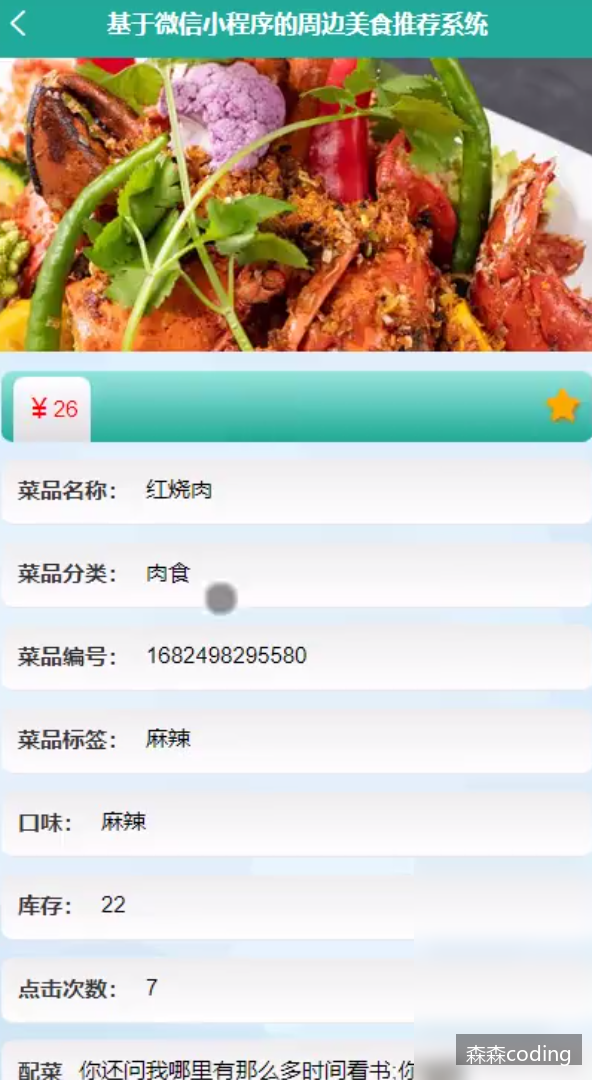 基于微信小程序的周边美食推荐系统
¥ 26
菜品名称： 红烧肉
菜品分类： 肉食
菜品编号： 1682498295580
菜品标签： 麻辣
口味： 麻辣
库存： 22
点击次数： 7
配菜 你还问我哪里有那么多时间看书;你
森森coding